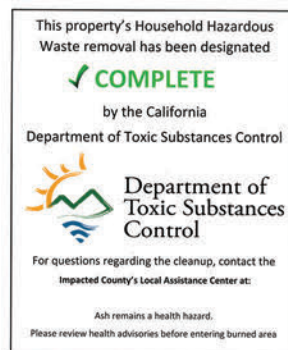 This property's Household Hazardous
Waste removal has been designated
✓ COMPLETE
by the California
Department of Toxic Substances Control
Department of
Toxic Substances
Control
For questions regarding the cleanup, contact the
Impacted County's Local Assistance Center at:
Ash remains a health hazard.
Please review health advisories before entering burned area